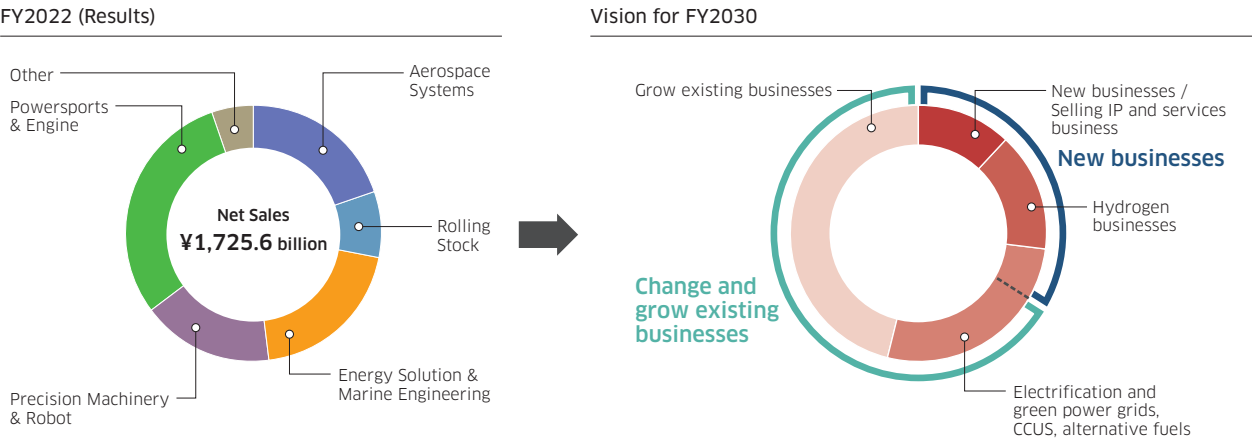 FY2022 (Results)
Other
Powersports
& Engine
Aerospace
Systems
Net Sales
¥1,725.6 billion
Rolling
Stock
Precision Machinery
& Robot
Energy Solution &
Marine Engineering
Vision for FY2030
Grow existing businesses
New businesses /
Selling IP and services
business
New businesses
Hydrogen
businesses
Change and
grow existing
businesses
Electrification and
green power grids,
CCUS, alternative fuels